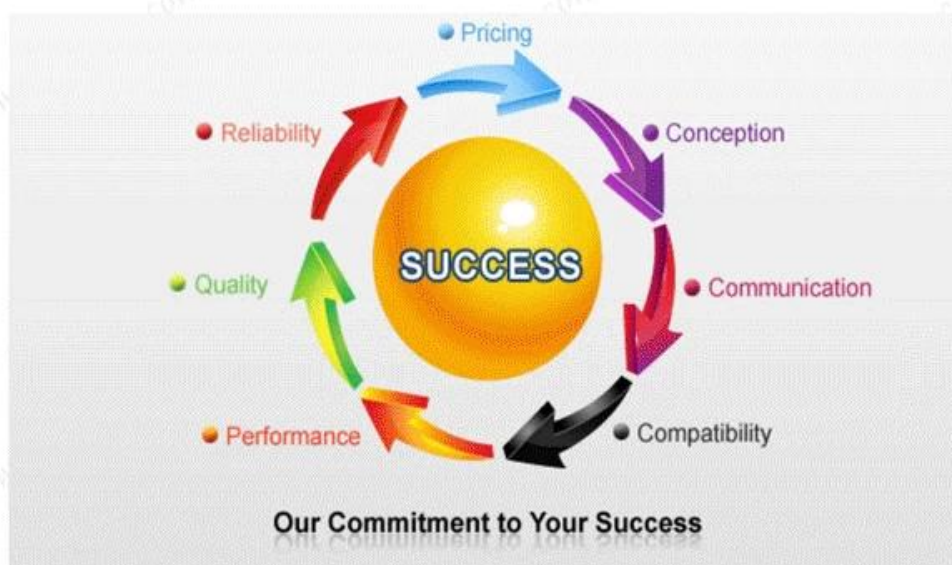 Pricing
Reliability
Conception
SUCCESS
Quality
Communication
Performance
Compatibility
Our Commitment to Your Success